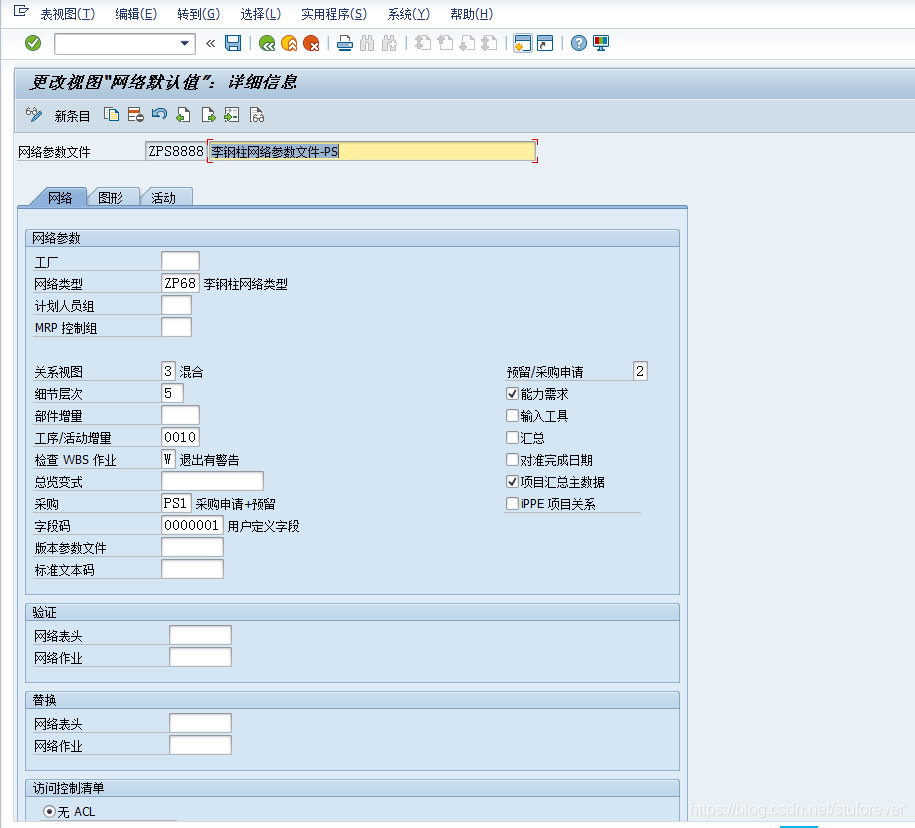 表视图(T) 编辑(E) 转到(G) 选择(L) 实用程序(S) 系统(Y) 帮助(H)
更改视图"网络默认值": 详细信息
新条目
网络参数文件 ZPS8888 李钢柱网络参数文件-PS
网络 图形 活动
网络参数
工厂
网络类型 ZP68 李钢柱网络类型
计划人员组
MRP 控制组
关系视图 3 混合 预留/采购申请 2
细节层次 5 能力需求
部件增量 输入工具
工序/活动增量 0010 汇总
检查 WBS 作业 W 退出有警告 对准完成日期
总览变式 项目汇总主数据
采购 PS1 采购申请+预留 iPPE 项目关系
字段码 0000001 用户定义字段
版本参数文件
标准文本码
验证
网络表头
网络作业
替换
网络表头
网络作业
访问控制清单
无 ACL
https://blog.csdn.net/stuforever